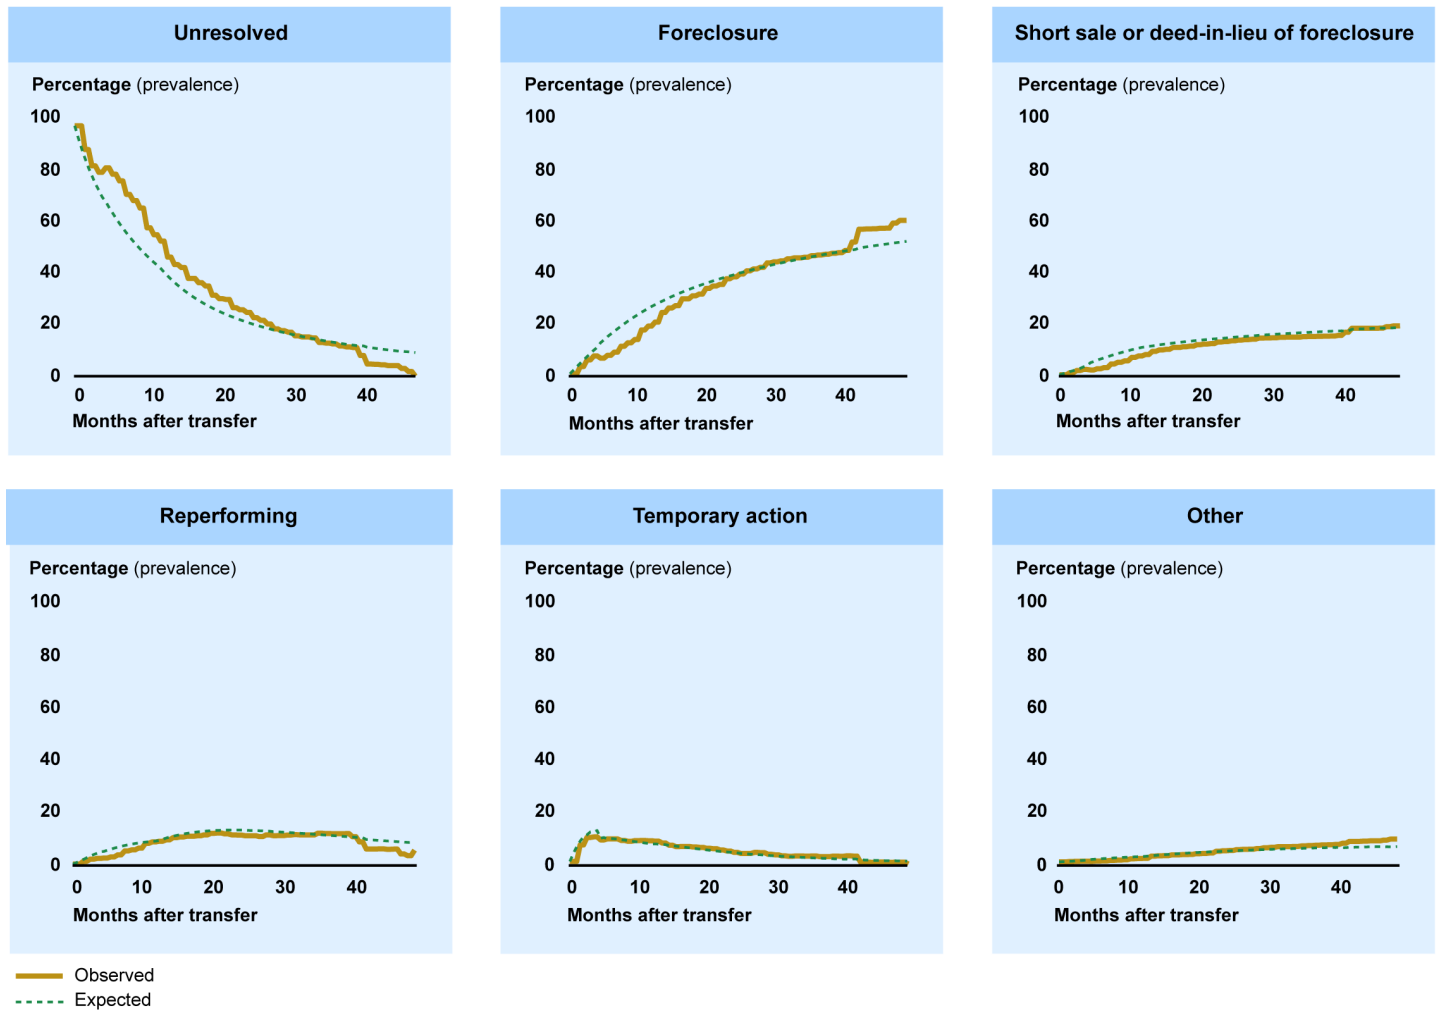 Unresolved
Percentage (prevalence)
100
80
60
40
20
0
0 10 20 30 40
Months after transfer
Foreclosure
Percentage (prevalence)
100
80
60
40
20
0
0 10 20 30 40
Months after transfer
Short sale or deed-in-lieu of foreclosure
Percentage (prevalence)
100
80
60
40
20
0
0 10 20 30 40
Months after transfer
Reperforming
Percentage (prevalence)
100
80
60
40
20
0
0 10 20 30 40
Months after transfer
Temporary action
Percentage (prevalence)
100
80
60
40
20
0
0 10 20 30 40
Months after transfer
Other
Percentage (prevalence)
100
80
60
40
20
0
0 10 20 30 40
Months after transfer
Observed
Expected